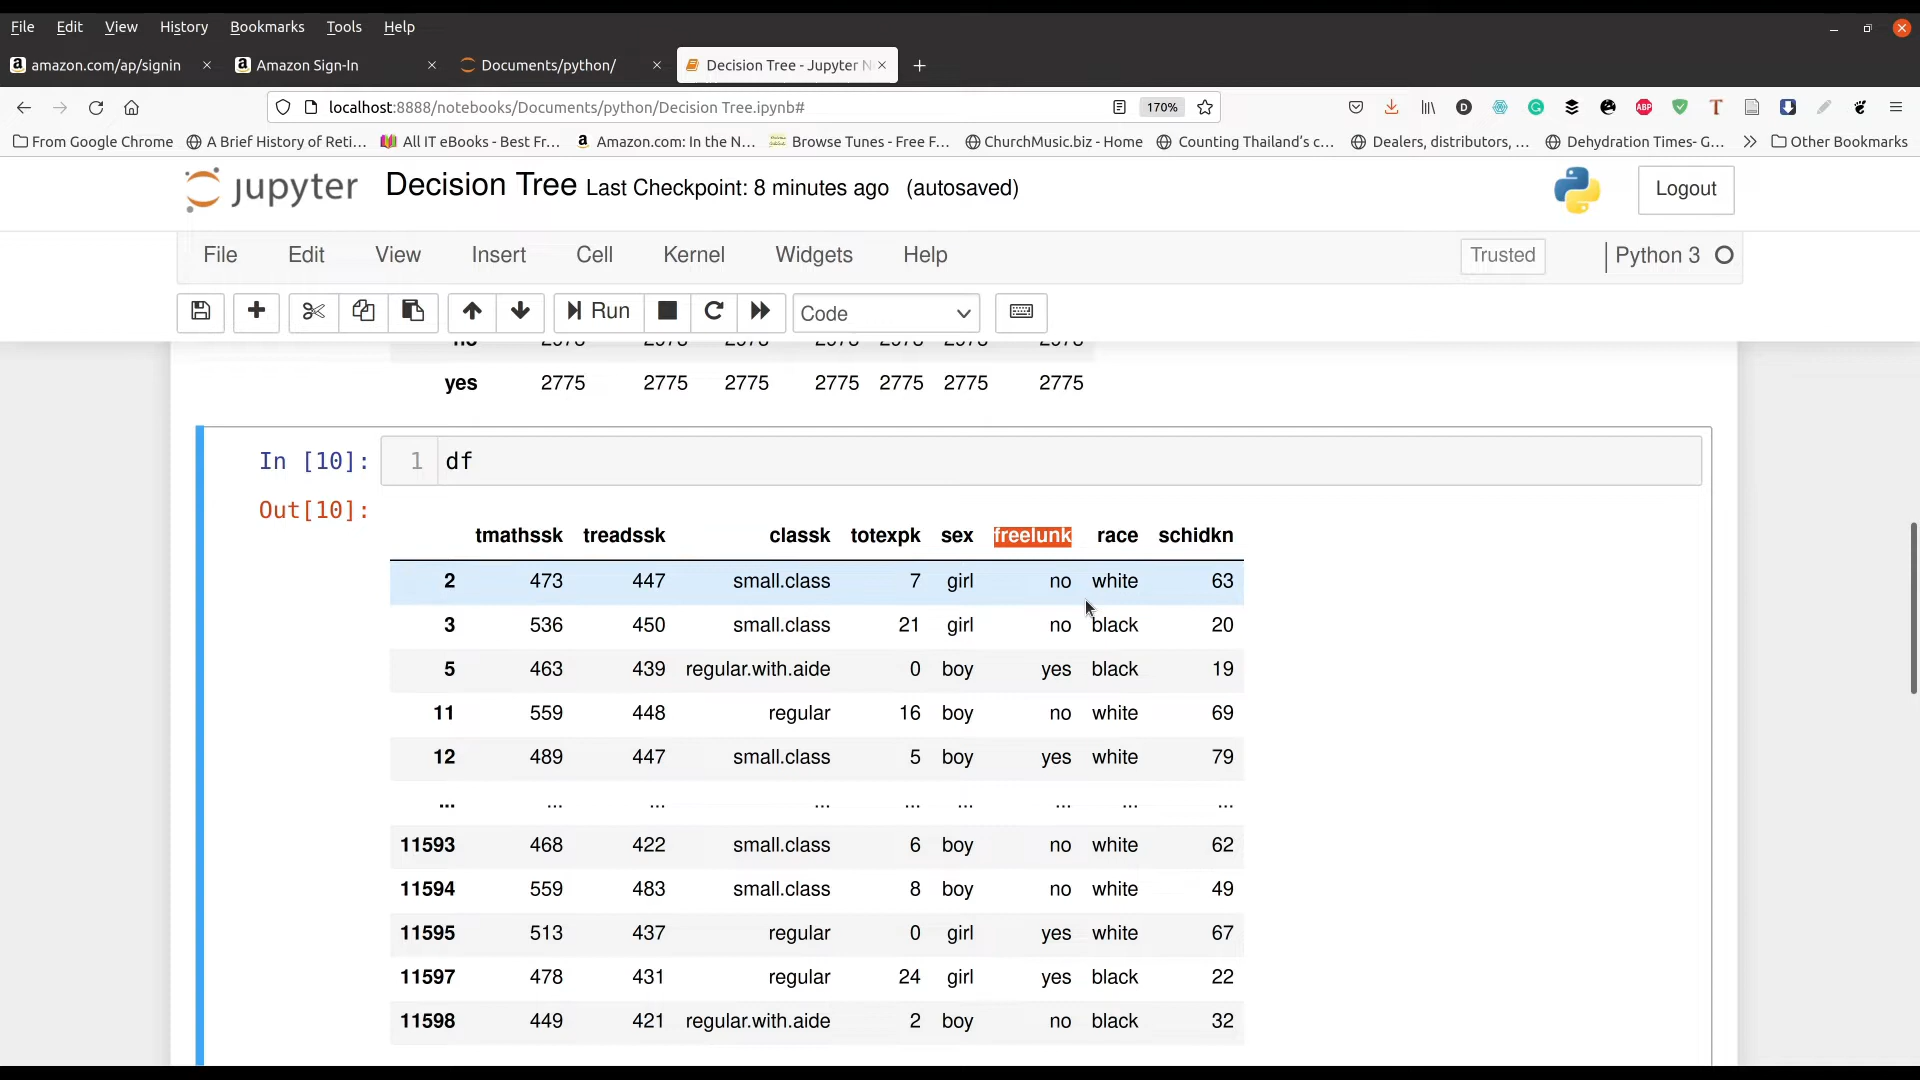 File Edit View History Bookmarks Tools Help
amazon.com/ap/signin Amazon Sign-In Documents/python/ Decision Tree - Jupyter N
localhost:8888/notebooks/Documents/python/Decision Tree.ipynb# 170%
From Google Chrome A Brief History of Reti... All IT eBooks - Best Fr... Amazon.com: In the N... Browse Tunes - Free F... ChurchMusic.biz - Home Counting Thailand's c... Dealers, distributors, ... Dehydration Times- G... Other Bookmarks
jupyter Decision Tree Last Checkpoint: 8 minutes ago (autosaved) Logout
File Edit View Insert Cell Kernel Widgets Help Trusted Python 3
Run Code
yes 2775 2775 2775 2775 2775 2775 2775
In [10]: 1 df
Out[10]:
tmathssk treadssk classk totexpk sex freelunk race schidkn
2 473 447 small.class 7 girl no white 63
3 536 450 small.class 21 girl no black 20
5 463 439 regular.with.aide 0 boy yes black 19
11 559 448 regular 16 boy no white 69
12 489 447 small.class 5 boy yes white 79
... ... ... ... ... ... ... ... ...
11593 468 422 small.class 6 boy no white 62
11594 559 483 small.class 8 boy no white 49
11595 513 437 regular 0 girl yes white 67
11597 478 431 regular 24 girl yes black 22
11598 449 421 regular.with.aide 2 boy no black 32